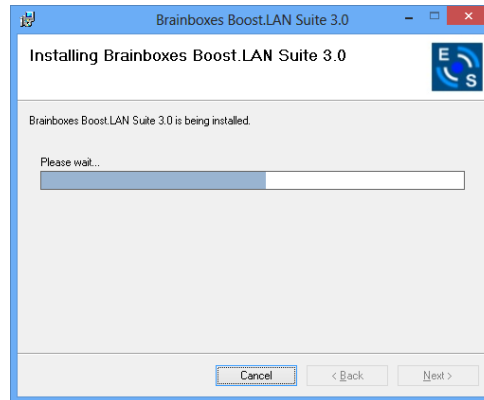 Brainboxes Boost.LAN Suite 3.0
Installing Brainboxes Boost.LAN Suite 3.0
E
S
Brainboxes Boost.LAN Suite 3.0 is being installed.
Please wait...
Cancel
< Back
Next >